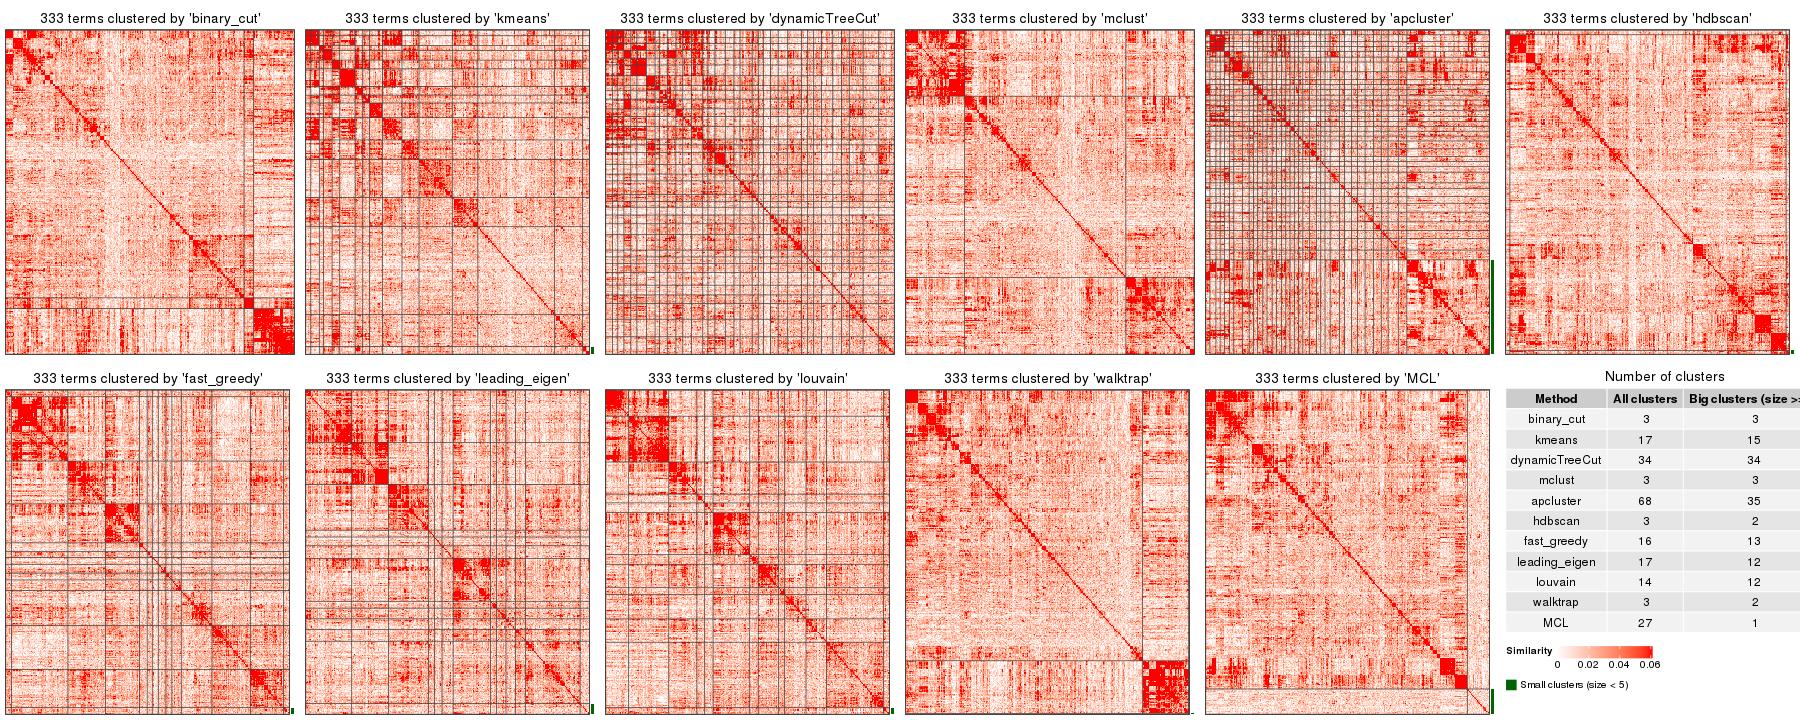 333 terms clustered by 'binary_cut'
333 terms clustered by 'kmeans'
333 terms clustered by 'dynamicTreeCut'
333 terms clustered by 'mclust'
333 terms clustered by 'apcluster'
333 terms clustered by 'hdbscan'
333 terms clustered by 'fast_greedy'
333 terms clustered by 'leading_eigen'
333 terms clustered by 'louvain'
333 terms clustered by 'walktrap'
333 terms clustered by 'MCL'
Number of clusters
Method All clusters Big clusters (size >=
binary_cut 3 3
kmeans 17 15
dynamicTreeCut 34 34
mclust 3 3
apcluster 68 35
hdbscan 3 2
fast_greedy 16 13
leading_eigen 17 12
louvain 14 12
walktrap 3 2
MCL 27 1
Similarity
0 0.02 0.04 0.06
Small clusters (size < 5)